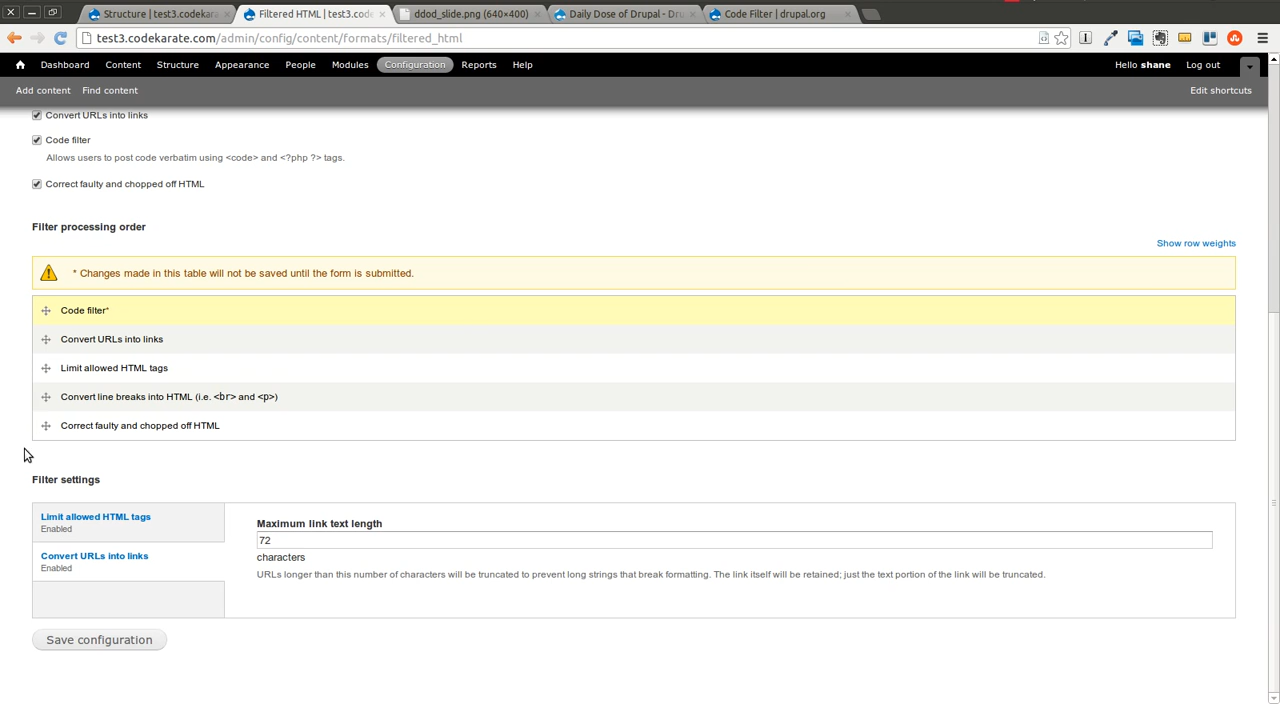 Structure | test3.codekara
Filtered HTML | test3.code
ddod_slide.png (640×400)
Daily Dose of Drupal - Dru
Code Filter | drupal.org
test3.codekarate.com/admin/config/content/formats/filtered_html
Dashboard Content Structure Appearance People Modules Configuration Reports Help Hello shane Log out
Add content Find content Edit shortcuts
Convert URLs into links
Code filter
Allows users to post code verbatim using <code> and <?php ?> tags.
Correct faulty and chopped off HTML
Filter processing order
Show row weights
* Changes made in this table will not be saved until the form is submitted.
Code filter*
Convert URLs into links
Limit allowed HTML tags
Convert line breaks into HTML (i.e. <br> and <p>)
Correct faulty and chopped off HTML
Filter settings
Limit allowed HTML tags
Enabled
Convert URLs into links
Enabled
Maximum link text length
72
characters
URLs longer than this number of characters will be truncated to prevent long strings that break formatting. The link itself will be retained; just the text portion of the link will be truncated.
Save configuration